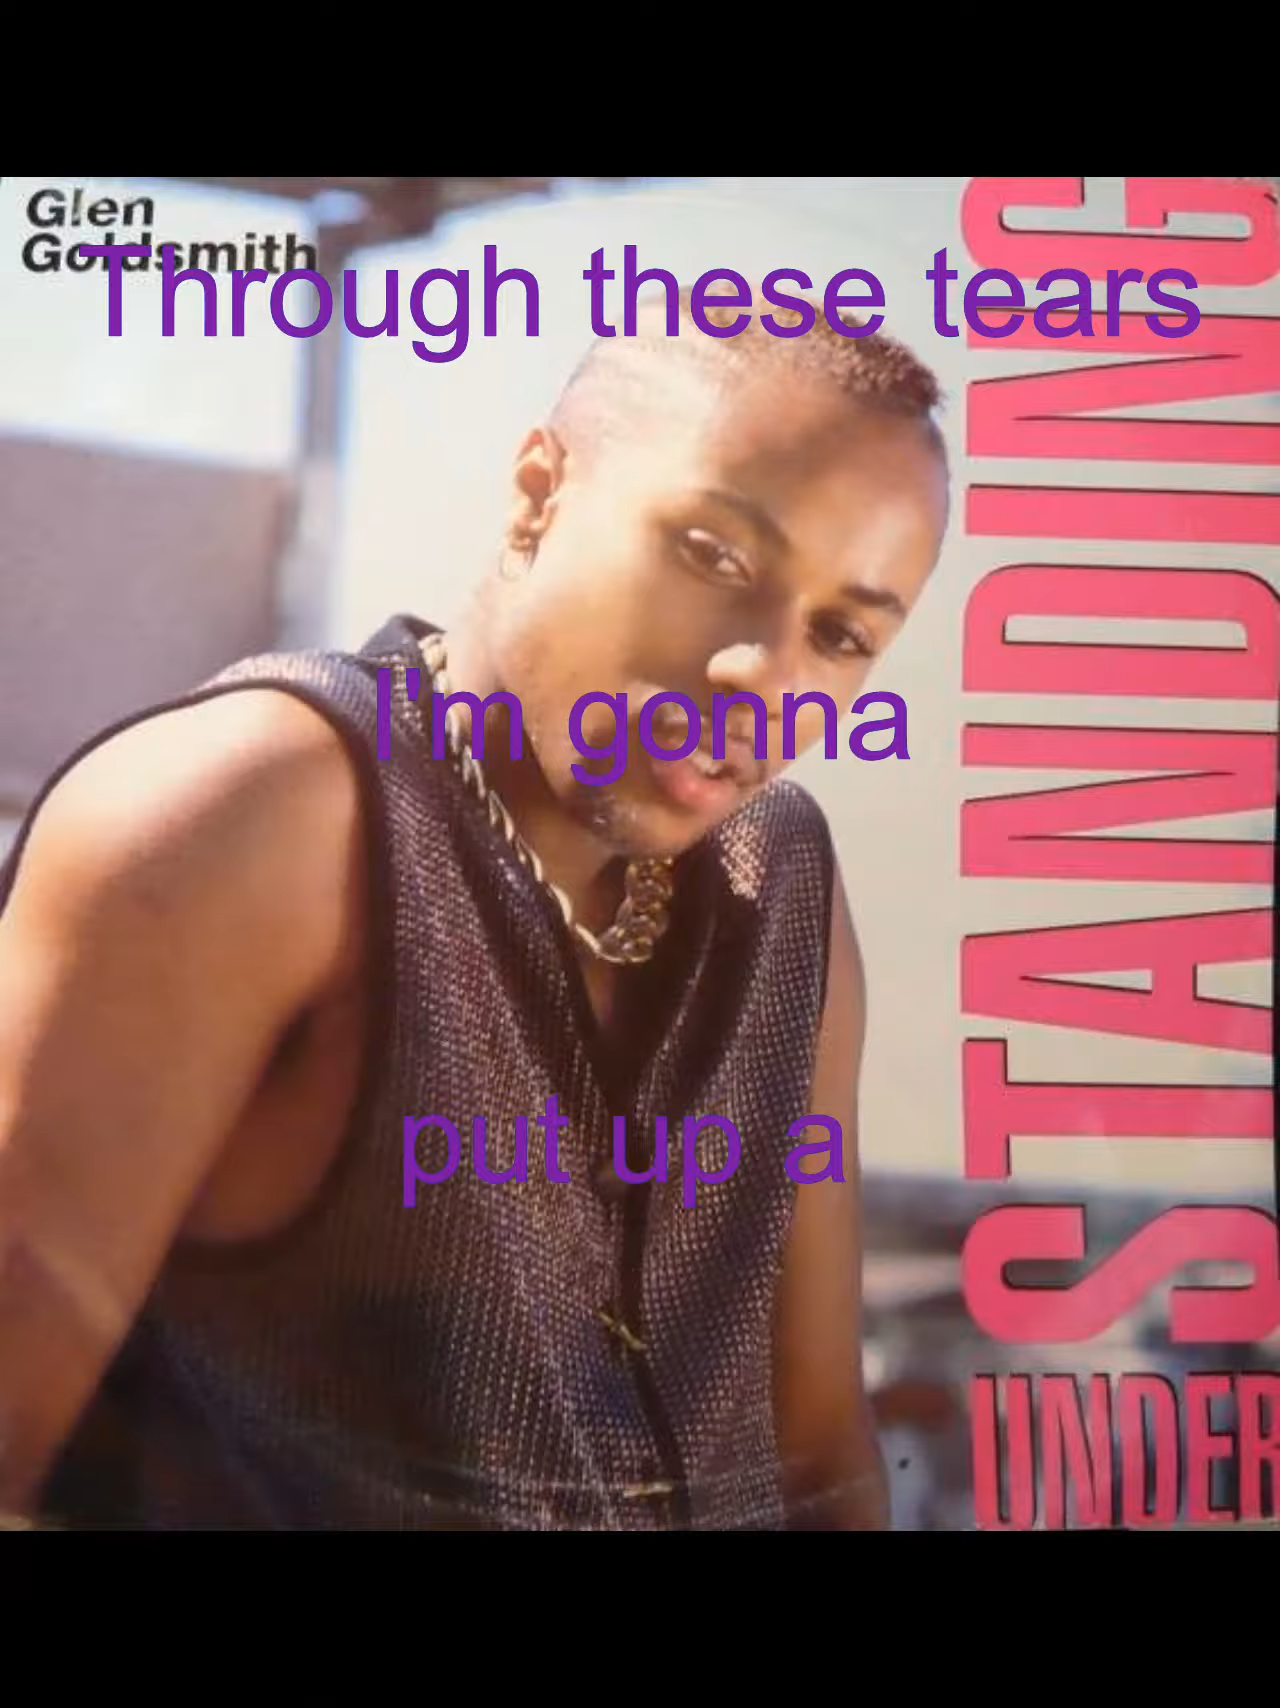 Glen
Goldsmith
Through these tears
I'm gonna
put up a
UNDER
STANDING